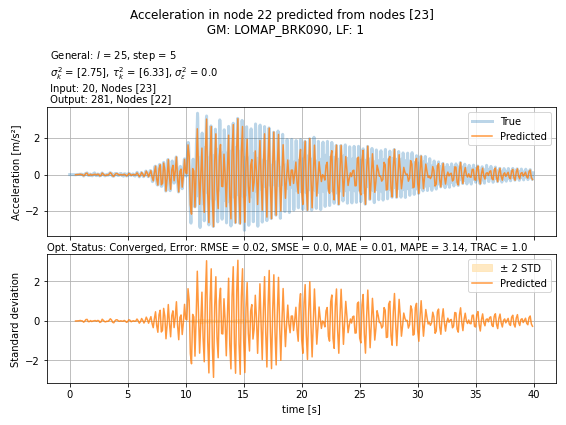 Acceleration in node 22 predicted from nodes [23]
GM: LOMAP_BRK090, LF: 1
General: l = 25, step = 5
σ²ₖ = [2.75], τ²ₖ = [6.33], σ²ε = 0.0
Input: 20, Nodes [23]
Output: 281, Nodes [22]
Acceleration [m/s²]
2
0
−2
True
Predicted
Opt. Status: Converged, Error: RMSE = 0.02, SMSE = 0.0, MAE = 0.01, MAPE = 3.14, TRAC = 1.0
Standard deviation
2
0
−2
± 2 STD
Predicted
0 5 10 15 20 25 30 35 40
time [s]